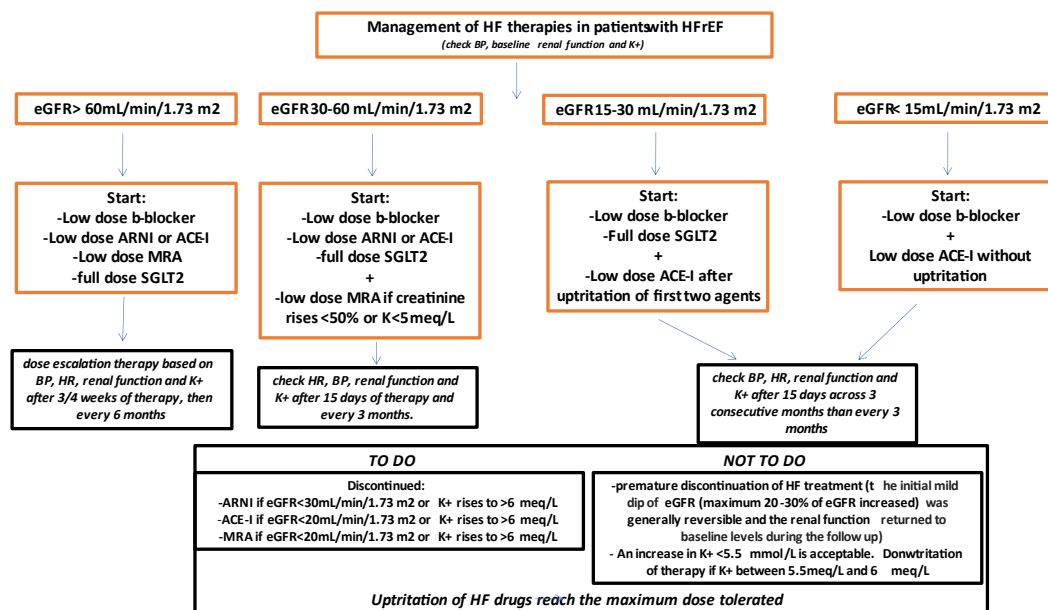 Management of HF therapies in patients with HFrEF
(check BP, baseline renal function and K+)
eGFR> 60mL/min/1.73 m2
eGFR30-60 mL/min/1.73 m2
eGFR15-30 mL/min/1.73 m2
eGFR< 15mL/min/1.73 m2
Start:
-Low dose b-blocker
-Low dose ARNI or ACE-I
-Low dose MRA
-full dose SGLT2
Start:
-Low dose b-blocker
-Low dose ARNI or ACE-I
-full dose SGLT2
+
-low dose MRA if creatinine
rises <50% or K<5meq/L
Start:
-Low dose b-blocker
-Full dose SGLT2
+
-Low dose ACE-I after
uptritation of first two agents
Start:
-Low dose b-blocker
+
Low dose ACE-I without
uptritation
dose escalation therapy based on
BP, HR, renal function and K+
after 3/4 weeks of therapy, then
every 6 months
check HR, BP, renal function and
K+ after 15 days of therapy and
every 3 months.
check BP, HR, renal function and
K+ after 15 days across 3
consecutive months than every 3
months
TO DO
Discontinued:
-ARNI if eGFR<30mL/min/1.73 m2 or K+ rises to >6 meq/L
-ACE-I if eGFR<20mL/min/1.73 m2 or K+ rises to >6 meq/L
-MRA if eGFR<20mL/min/1.73 m2 or K+ rises to >6 meq/L
NOT TO DO
-premature discontinuation of HF treatment (t he initial mild
dip of eGFR (maximum 20-30% of eGFR increased) was
generally reversible and the renal function returned to
baseline levels during the follow up)
- An increase in K+ <5.5 mmol/L is acceptable. Donwtritation
of therapy if K+ between 5.5meq/L and 6 meq/L
Uptritation of HF drugs reach the maximum dose tolerated